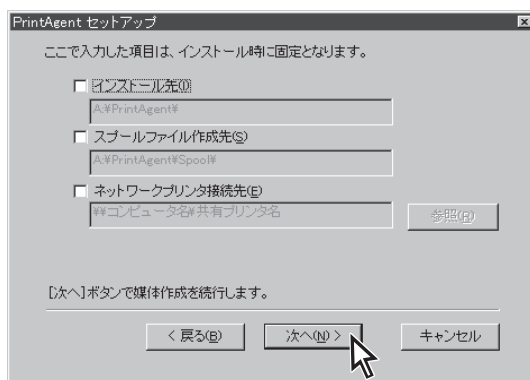 PrintAgent セットアップ
ここで入力した項目は、インストール時に固定となります。
インストール先(I)
A:¥PrintAgent¥
スプールファイル作成先(S)
A:¥PrintAgent¥Spool¥
ネットワークプリンタ接続先(E)
¥¥コンピュータ名¥共有プリンタ名
参照(R)
[次へ]ボタンで媒体作成を続行します。
< 戻る(B)
次へ(N) >
キャンセル